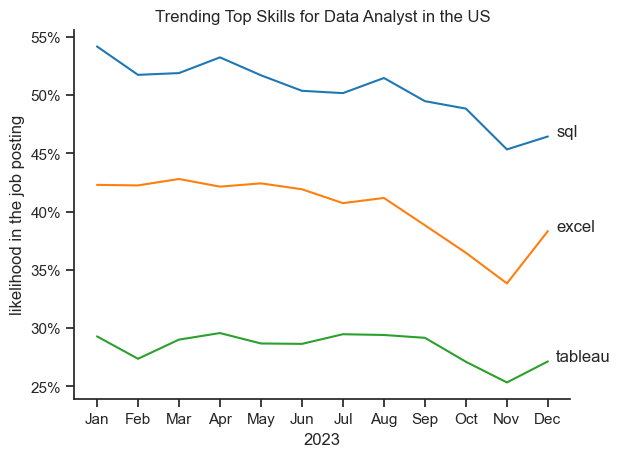 Trending Top Skills for Data Analyst in the US
55%
50%
45%
40%
35%
30%
25%
likelihood in the job posting
sql
excel
tableau
Jan Feb Mar Apr May Jun Jul Aug Sep Oct Nov Dec
2023